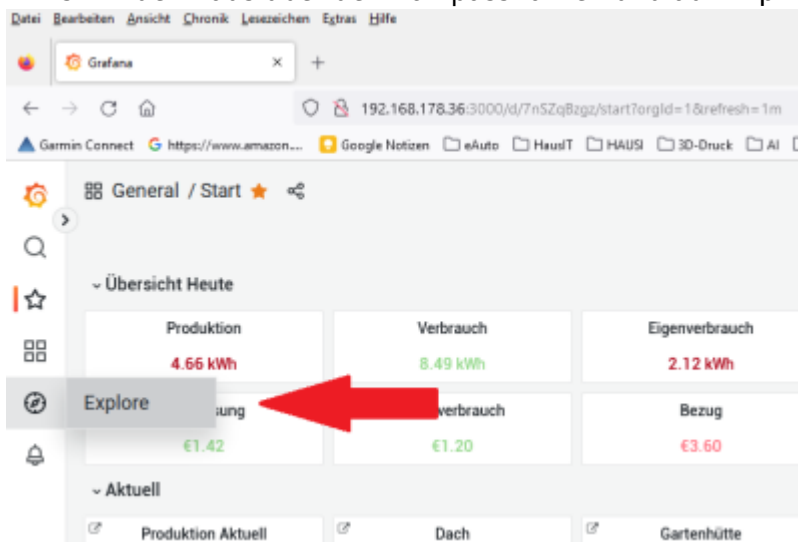 Datei Bearbeiten Ansicht Chronik Lesezeichen Extras Hilfe
Grafana × +
192.168.178.36:3000/d/7nSZqBzgz/start?orgId=1&refresh=1m
Garmin Connect https://www.amazon.... Google Notizen eAuto HausIT HAUSI 3D-Druck AI
General / Start
Übersicht Heute
Produktion Verbrauch Eigenverbrauch
4.66 kWh 8.49 kWh 2.12 kWh
Explore sung verbrauch Bezug
€1.42 €1.20 €3.60
Aktuell
Produktion Aktuell Dach Gartenhütte